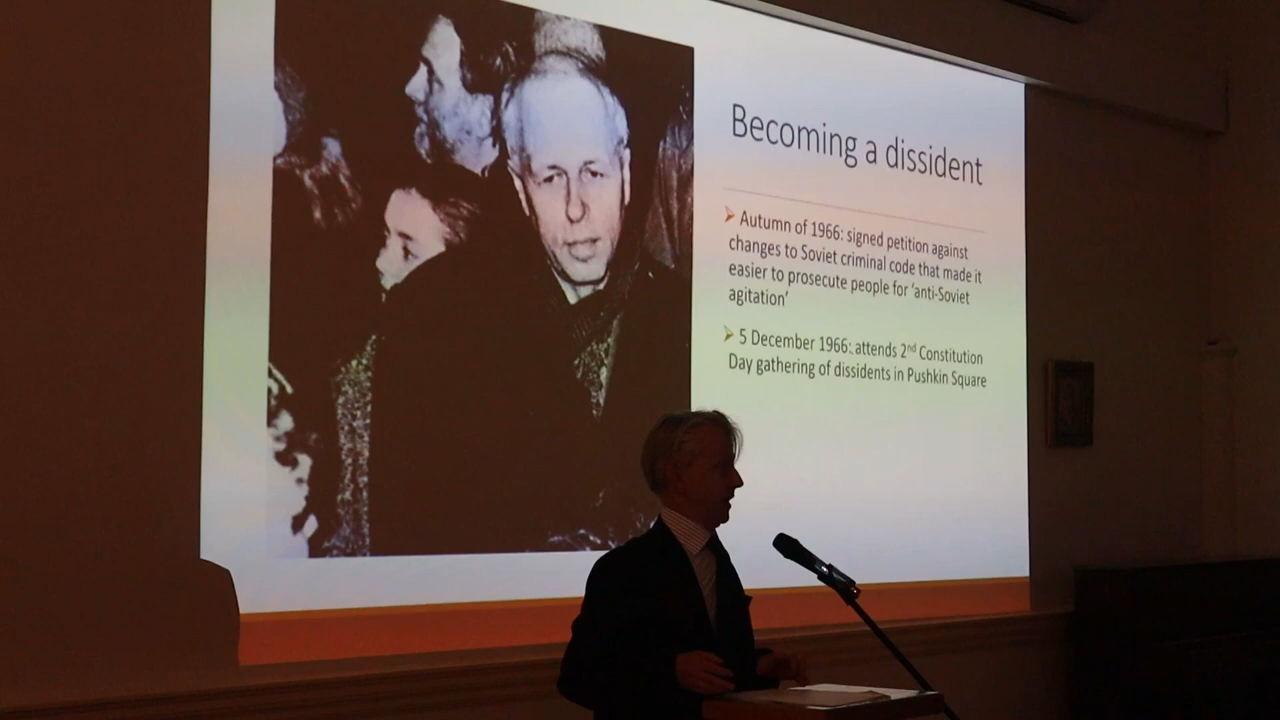 Becoming a dissident
Autumn of 1966: signed petition against
changes to Soviet criminal code that made it
easier to prosecute people for 'anti-Soviet
agitation'
5 December 1966: attends 2nd Constitution
Day gathering of dissidents in Pushkin Square